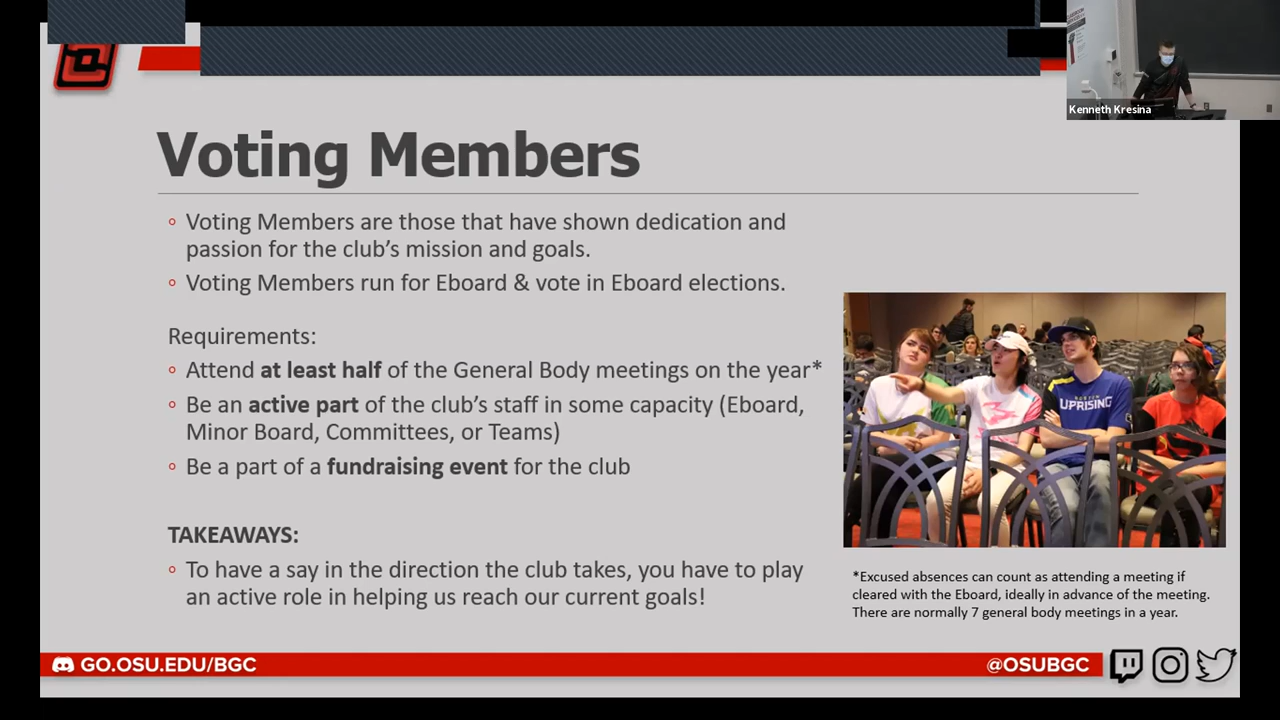 Kenneth Kresina
Voting Members
◦ Voting Members are those that have shown dedication and
passion for the club’s mission and goals.
◦ Voting Members run for Eboard & vote in Eboard elections.
Requirements:
◦ Attend at least half of the General Body meetings on the year*
◦ Be an active part of the club’s staff in some capacity (Eboard,
Minor Board, Committees, or Teams)
◦ Be a part of a fundraising event for the club
TAKEAWAYS:
◦ To have a say in the direction the club takes, you have to play
an active role in helping us reach our current goals!
UPRISING
*Excused absences can count as attending a meeting if
cleared with the Eboard, ideally in advance of the meeting.
There are normally 7 general body meetings in a year.
GO.OSU.EDU/BGC
@OSUBGC